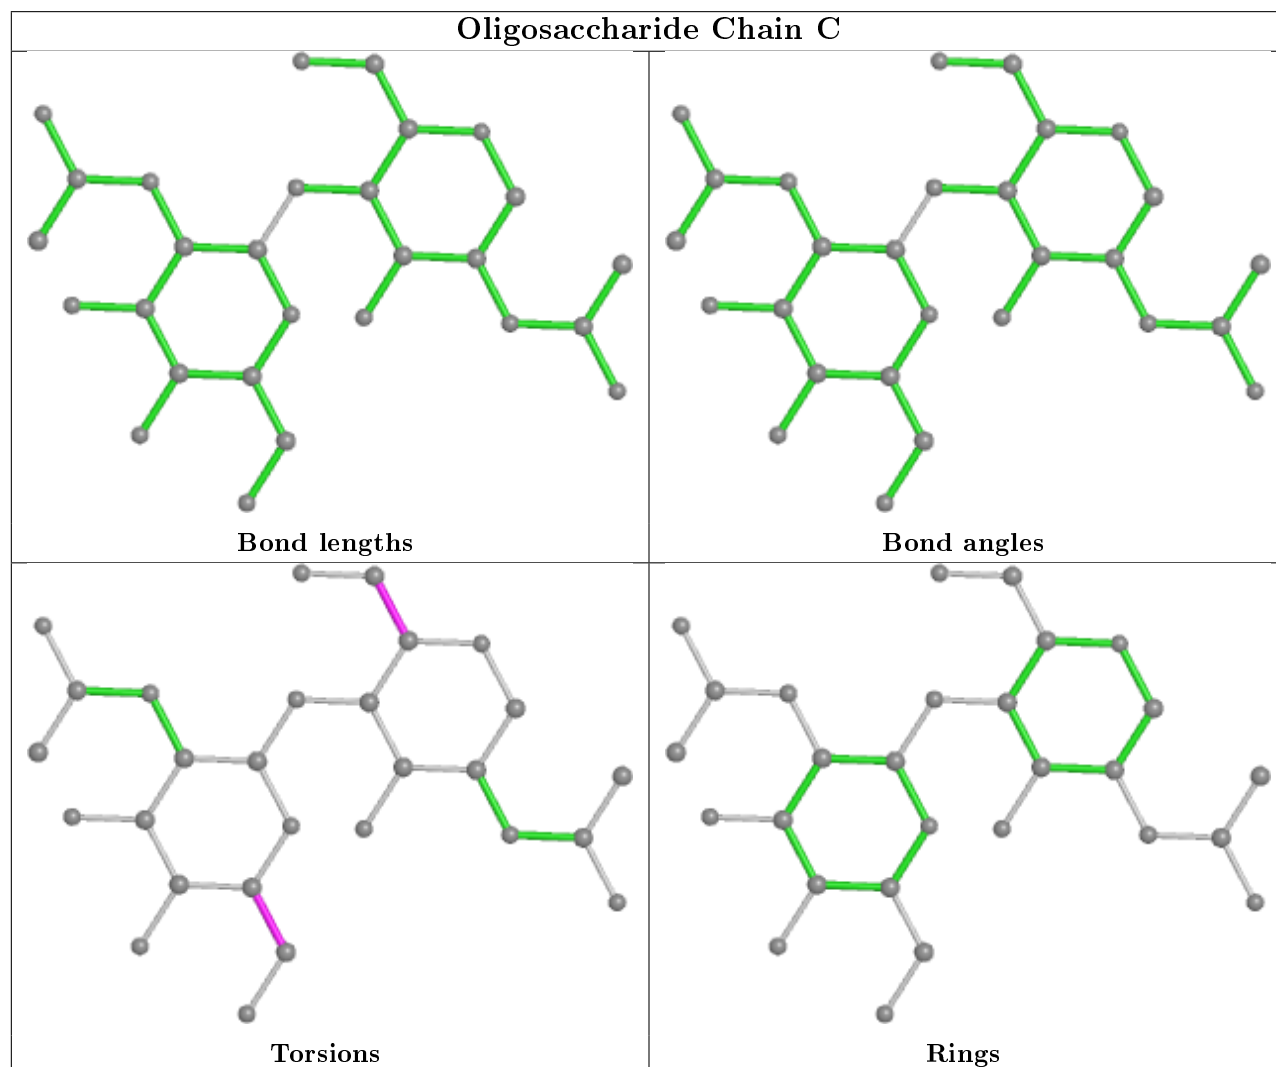 Oligosaccharide Chain C
Bond lengths
Bond angles
Torsions
Rings